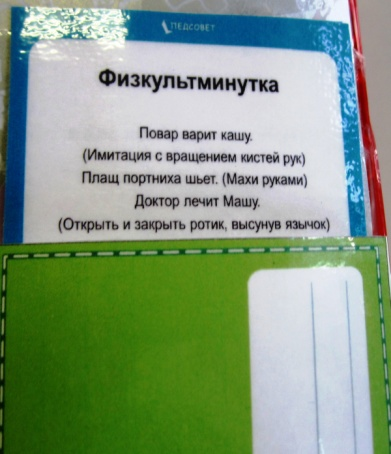 ПЕДСОВЕТ
Физкультминутка
Повар варит кашу.
(Имитация с вращением кистей рук)
Плащ портниха шьет. (Махи руками)
Доктор лечит Машу.
(Открыть и закрыть ротик, высунув язычок)